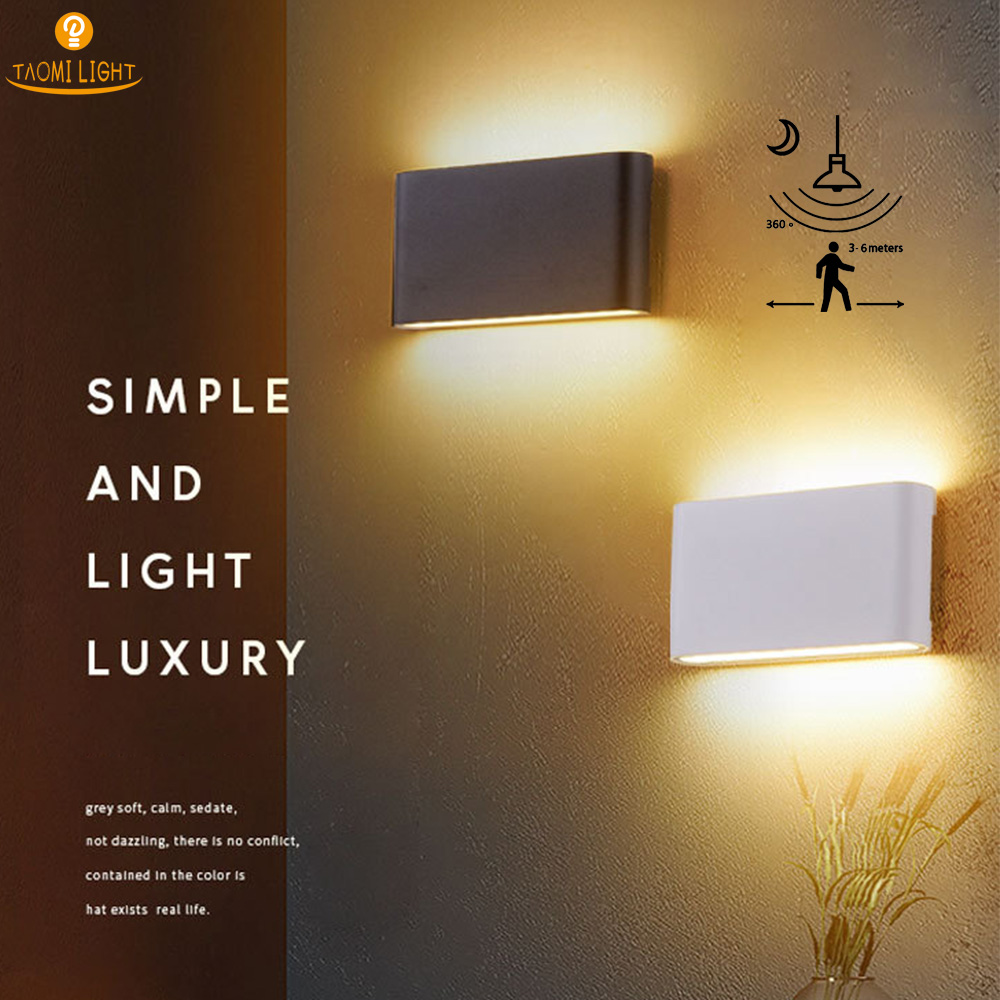 TAOMI LIGHT
360 °
3-6 meters
SIMPLE
AND
LIGHT
LUXURY
grey soft, calm, sedate,
not dazzling, there is no conflict,
contained in the color is
hat exists real life.